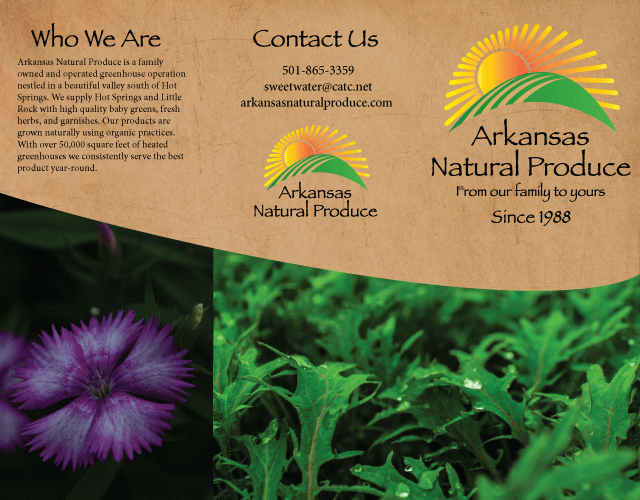 Who We Are
Arkansas Natural Produce is a family
owned and operated greenhouse operation
nestled in a beautiful valley south of Hot
Springs. We supply Hot Springs and Little
Rock with high quality baby greens, fresh
herbs, and garnishes. Our products are
grown naturally using organic practices.
With over 50,000 square feet of heated
greenhouses we consistently serve the best
product year-round.
Contact Us
501-865-3359
sweetwater@catc.net
arkansasnaturalproduce.com
Arkansas
Natural Produce
Arkansas
Natural Produce
From our family to yours
Since 1988